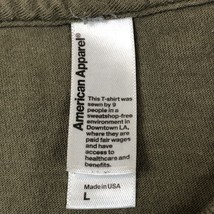 American Apparel®
This T-shirt was
sewn by 9
people in a
sweatshop-free
environment in
Downtown LA,
where they are
paid fair wages
and have
access to
healthcare and
benefits.
Made in USA
L